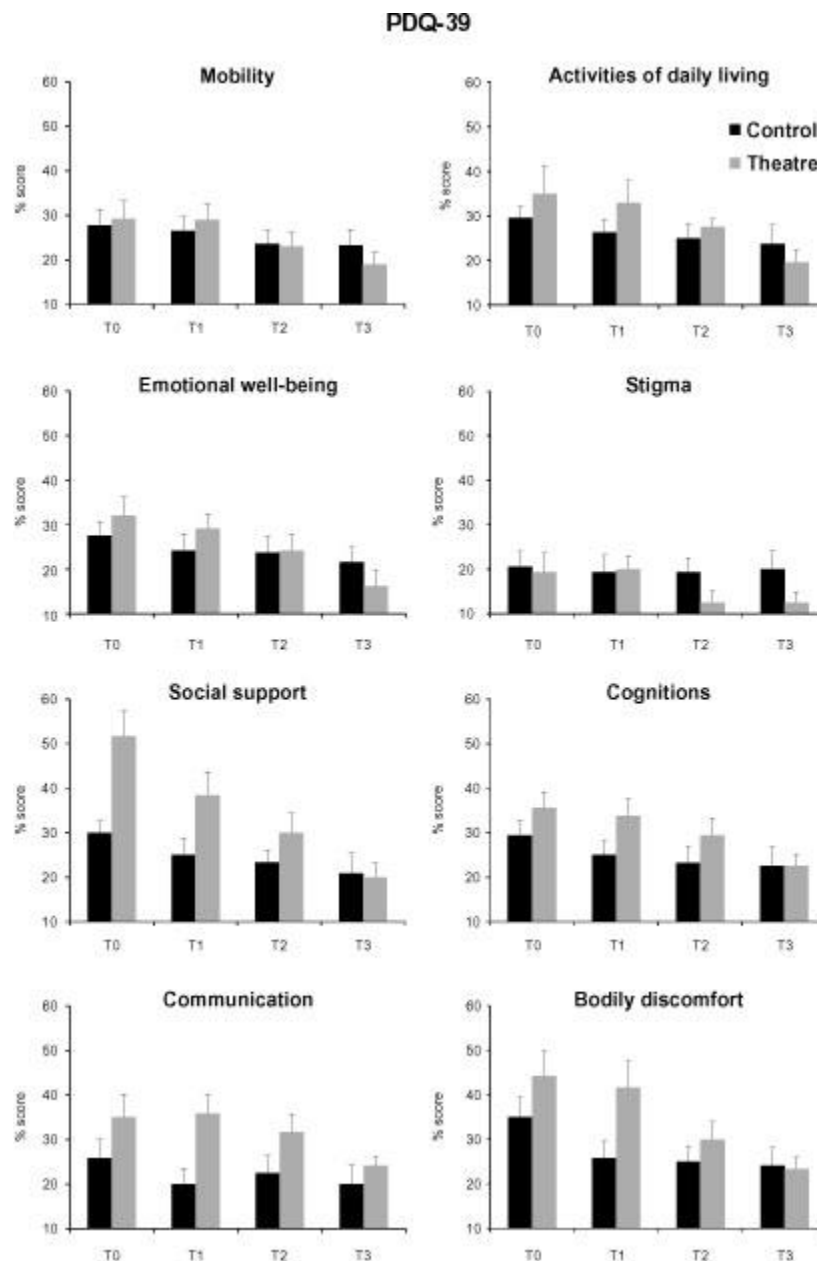 PDQ-39
Mobility
60
50
40
30
20
10
% score
T0 T1 T2 T3
Activities of daily living
60
50
40
30
20
10
% score
Control
Theatre
T0 T1 T2 T3
Emotional well-being
60
50
40
30
20
10
% score
T0 T1 T2 T3
Stigma
60
50
40
30
20
10
% score
T0 T1 T2 T3
Social support
60
50
40
30
20
10
% score
T0 T1 T2 T3
Cognitions
60
50
40
30
20
10
% score
T0 T1 T2 T3
Communication
60
50
40
30
20
10
% score
T0 T1 T2 T3
Bodily discomfort
60
50
40
30
20
10
% score
T0 T1 T2 T3